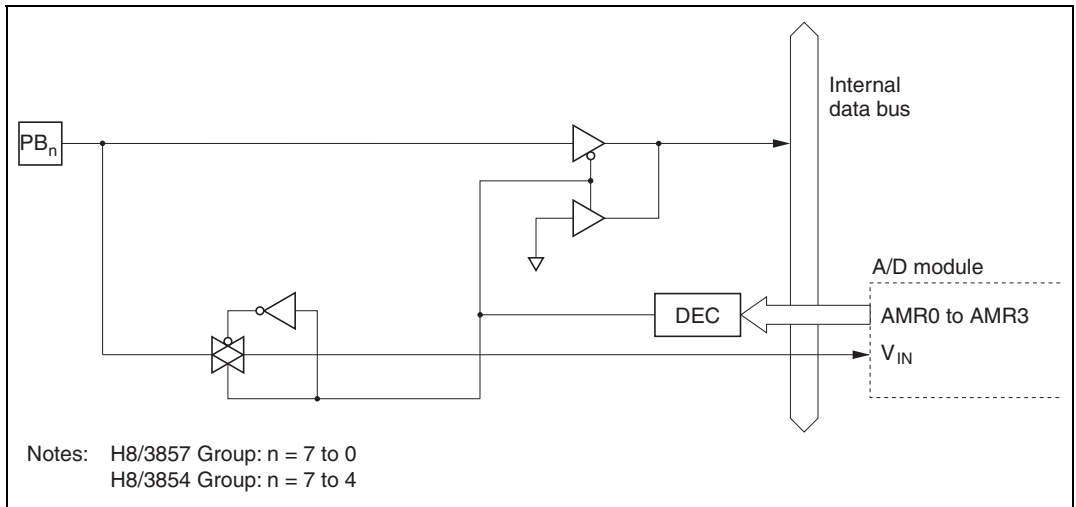 Internal
data bus
PBn
A/D module
DEC
AMR0 to AMR3
VIN
Notes: H8/3857 Group: n = 7 to 0
H8/3854 Group: n = 7 to 4